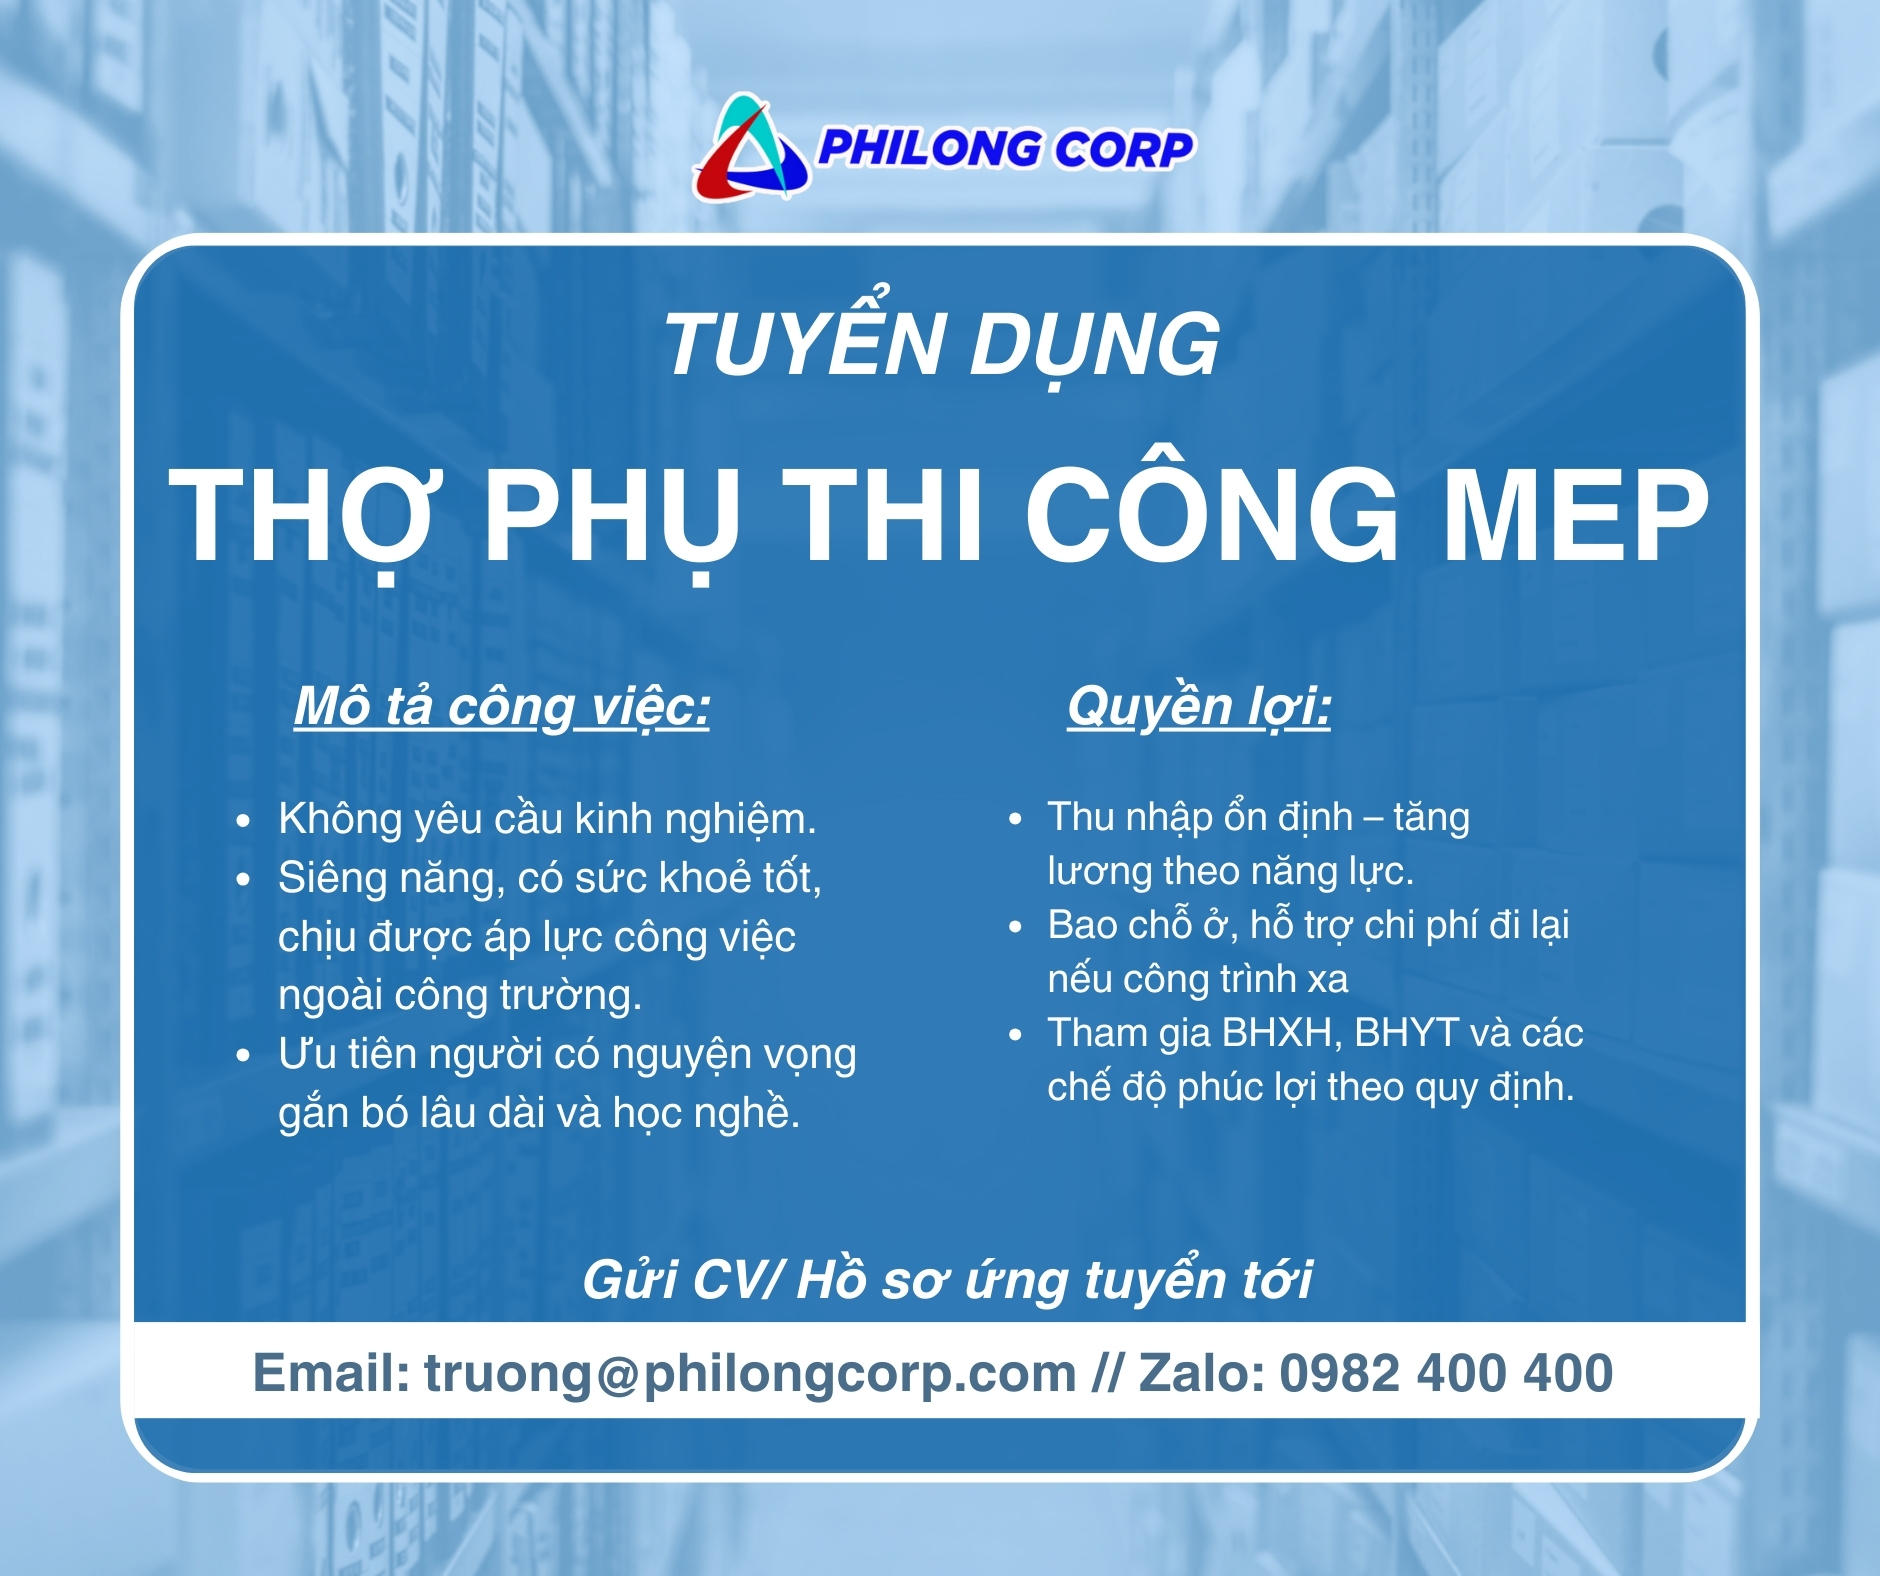 PHILONG CORP
TUYỂN DỤNG
THỢ PHỤ THI CÔNG MEP
Mô tả công việc:
• Không yêu cầu kinh nghiệm.
• Siêng năng, có sức khoẻ tốt,
chịu được áp lực công việc
ngoài công trường.
• Ưu tiên người có nguyện vọng
gắn bó lâu dài và học nghề.
Quyền lợi:
• Thu nhập ổn định – tăng
lương theo năng lực.
• Bao chỗ ở, hỗ trợ chi phí đi lại
nếu công trình xa
• Tham gia BHXH, BHYT và các
chế độ phúc lợi theo quy định.
Gửi CV/ Hồ sơ ứng tuyển tới
Email: truong@philongcorp.com // Zalo: 0982 400 400